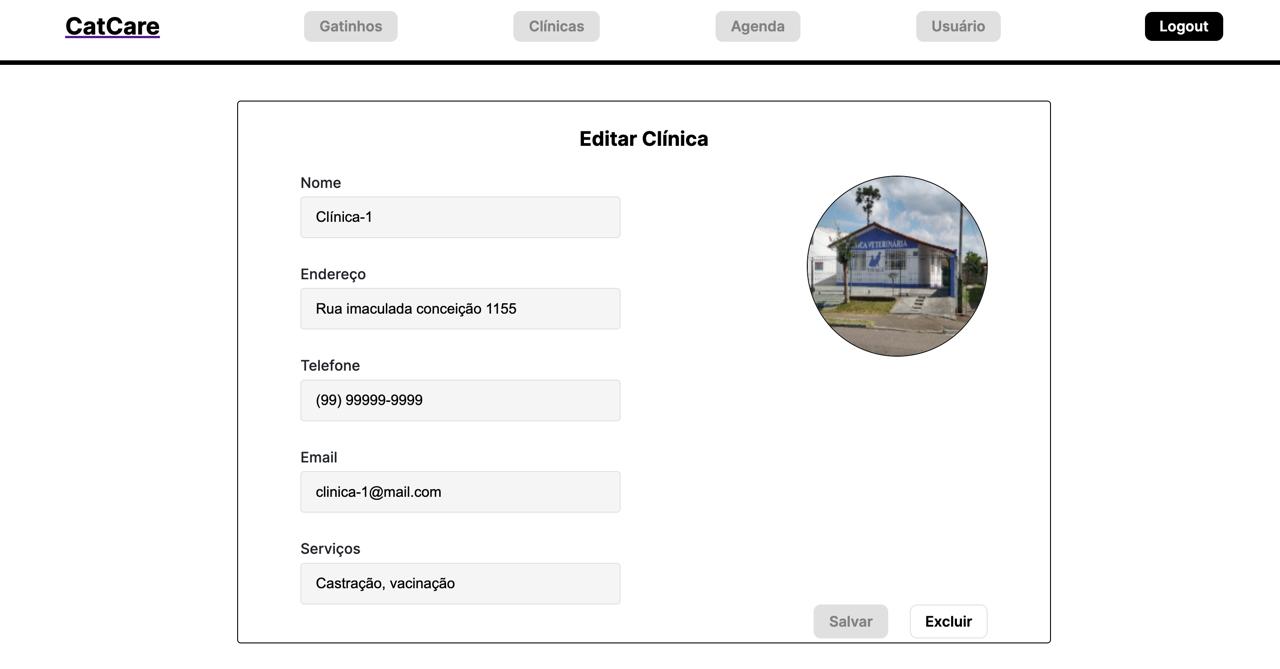 CatCare
Gatinhos
Clínicas
Agenda
Usuário
Logout
Editar Clínica
Nome
Clínica-1
Endereço
Rua imaculada conceição 1155
Telefone
(99) 99999-9999
Email
clinica-1@mail.com
Serviços
Castração, vacinação
VETERINÁRIA
Salvar
Excluir